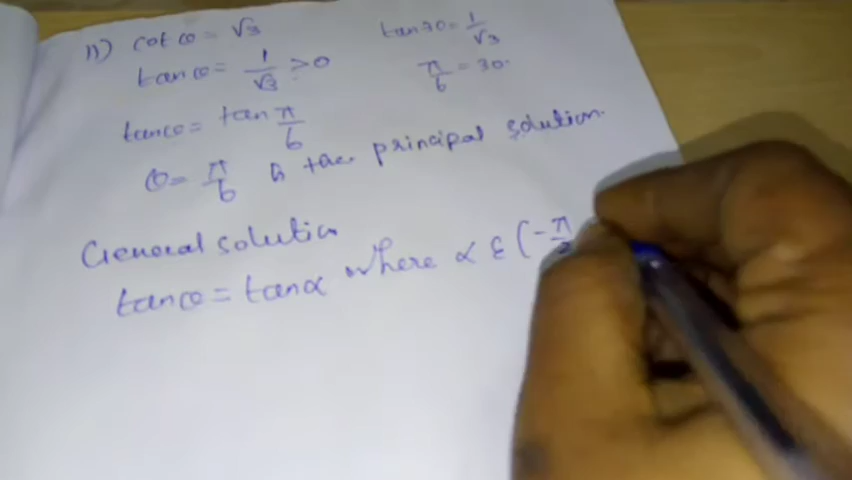 11) cot θ = √3
tan 30 = 1/√3
tan θ = 1/√3 > 0
π/6 = 30°
tan θ = tan π/6
θ = π/6 is the principal solution.
General solution
tan θ = tan α where α ε (-π/2